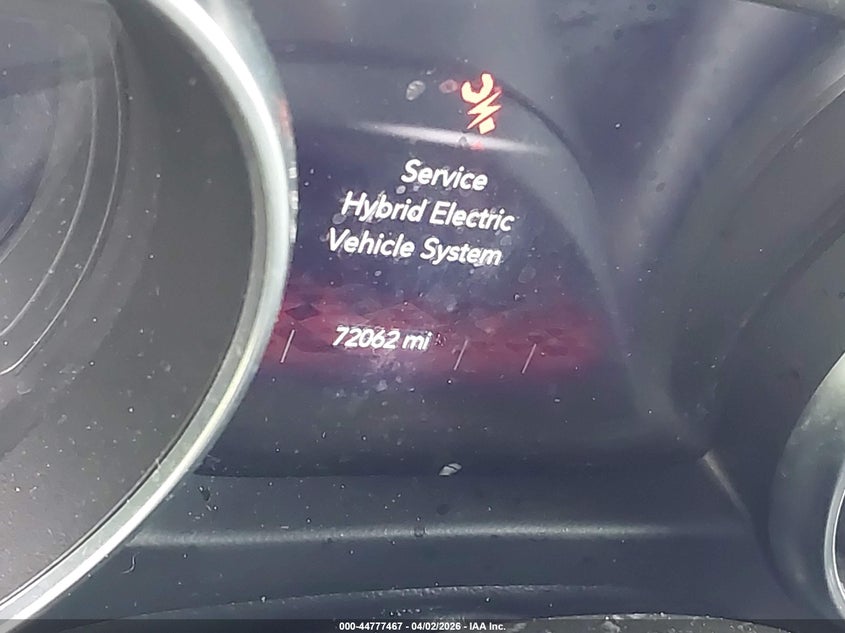 Service
Hybrid Electric
Vehicle System
72062 mi
000-44777467 - 04/02/2026 - IAA Inc.